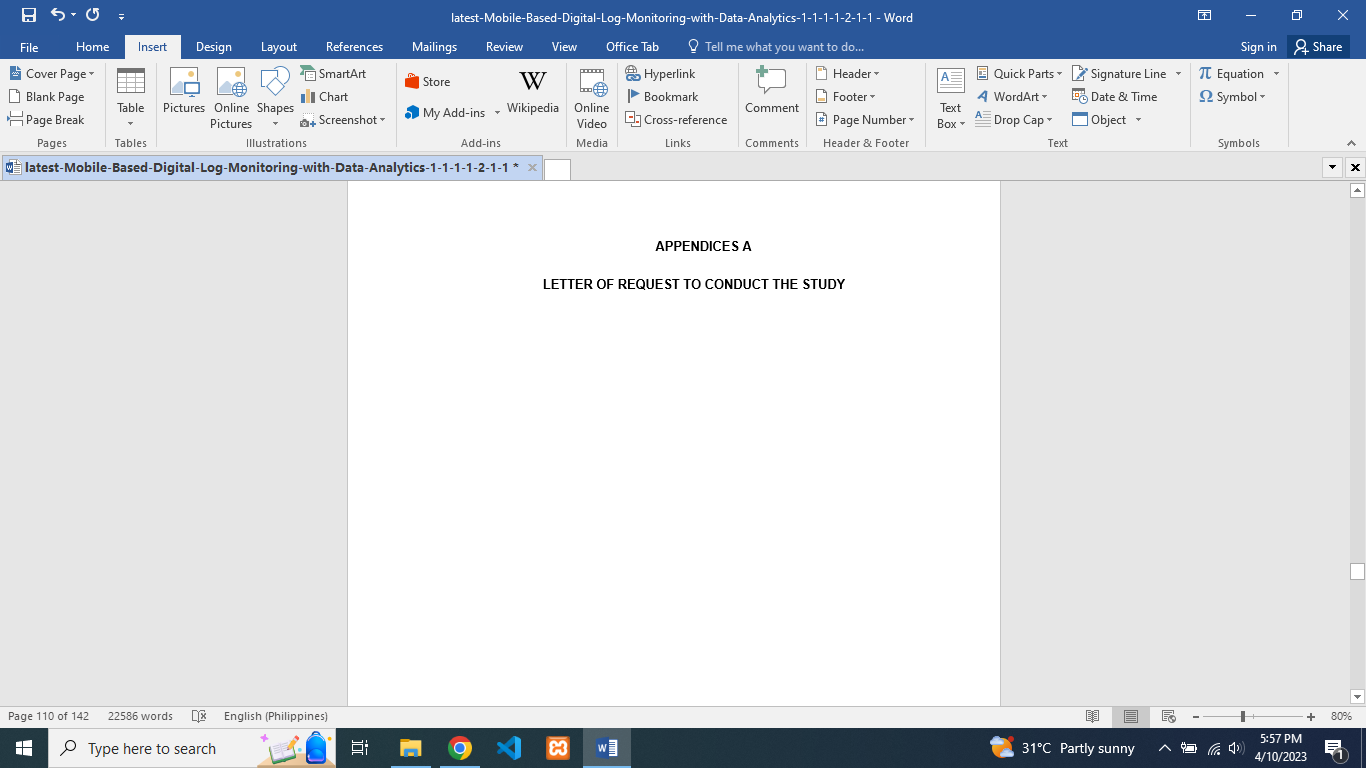 latest-Mobile-Based-Digital-Log-Monitoring-with-Data-Analytics-1-1-1-1-2-1-1 - Word
File Home Insert Design Layout References Mailings Review View Office Tab Tell me what you want to do... Sign in Share
Cover Page
Blank Page
Page Break
Pages
Table
Tables
Pictures
Online Pictures
Shapes
SmartArt
Chart
Screenshot
Illustrations
Store
My Add-ins
W
Wikipedia
Add-ins
Online Video
Media
Hyperlink
Bookmark
Cross-reference
Links
Comment
Comments
Header
Footer
Page Number
Header & Footer
Text Box
Quick Parts
WordArt
Drop Cap
Signature Line
Date & Time
Object
Text
Equation
Symbol
Symbols
latest-Mobile-Based-Digital-Log-Monitoring-with-Data-Analytics-1-1-1-1-2-1-1 *
APPENDICES A
LETTER OF REQUEST TO CONDUCT THE STUDY
Page 110 of 142 22586 words English (Philippines) 80%
Type here to search
31°C Partly sunny
5:57 PM
4/10/2023
1